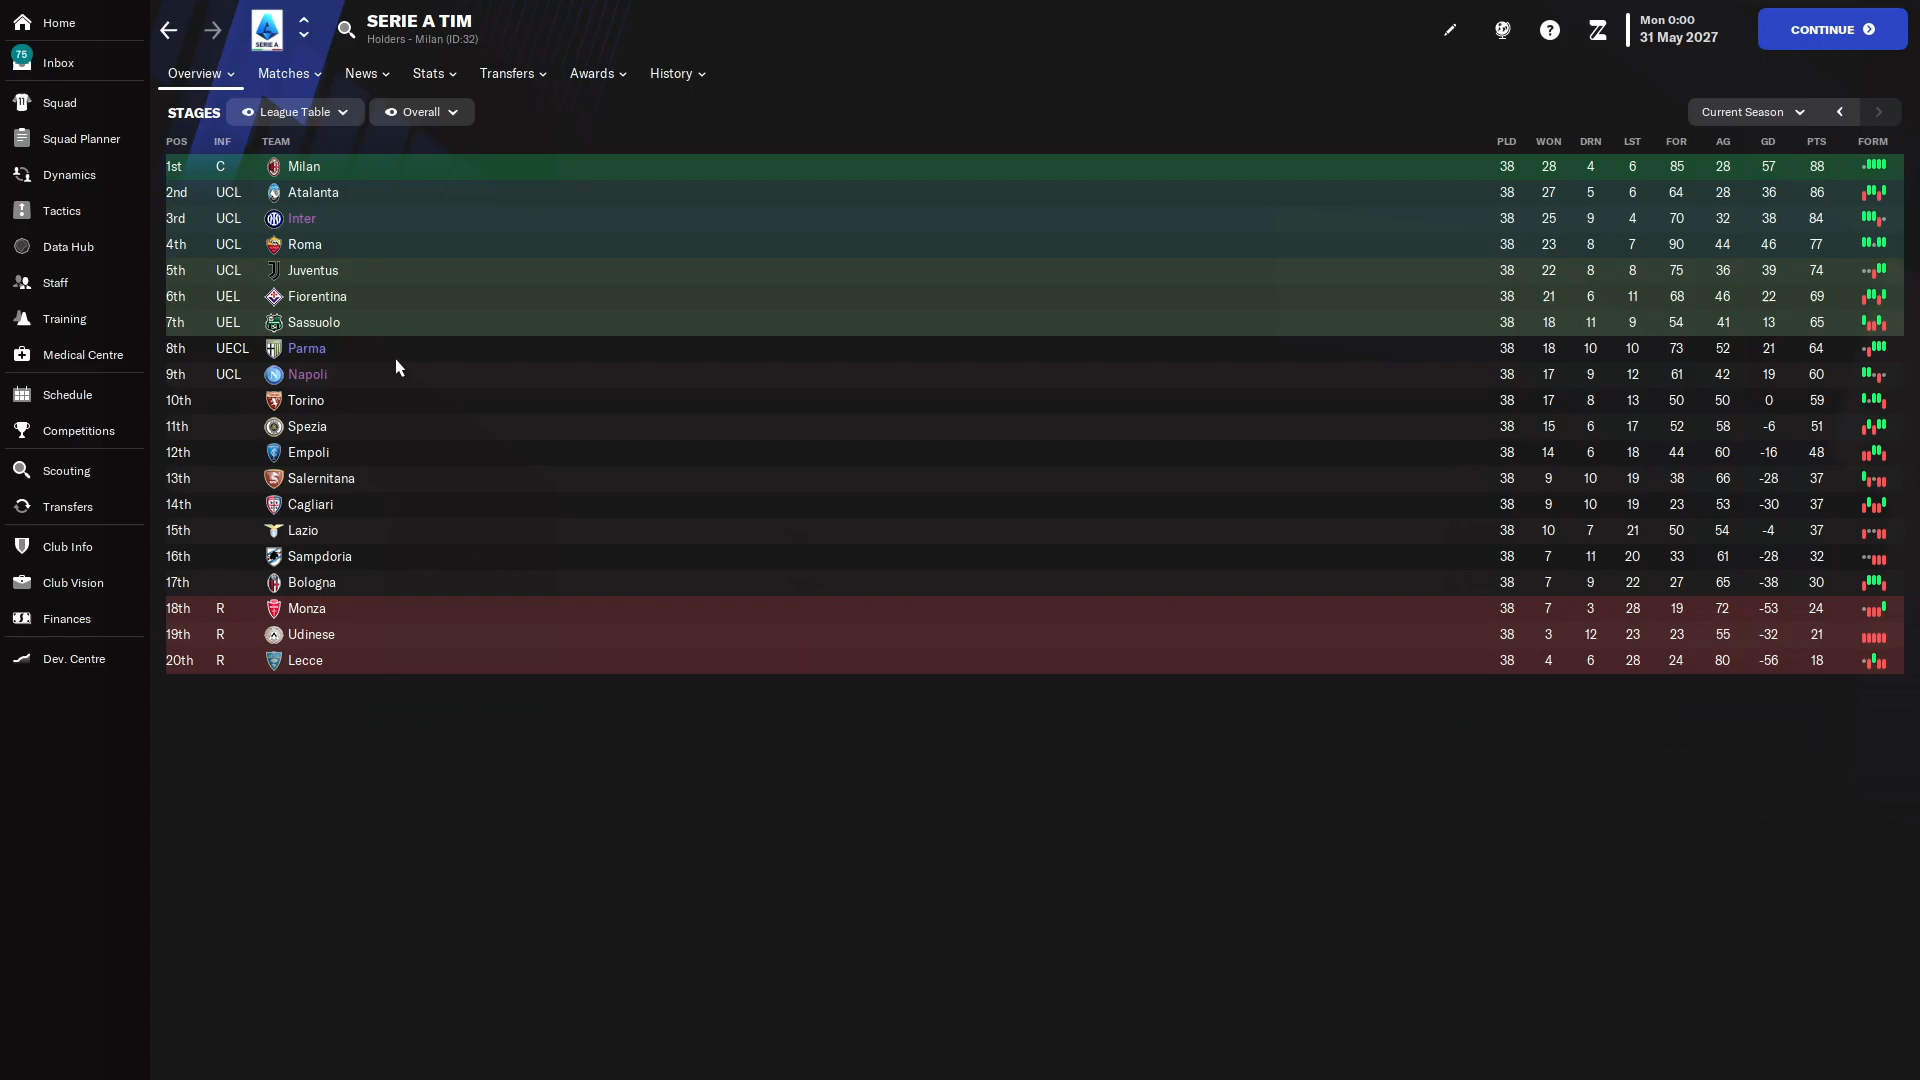 Home
75
Inbox
Squad
Squad Planner
Dynamics
Tactics
Data Hub
Staff
Training
Medical Centre
Schedule
Competitions
Scouting
Transfers
Club Info
Club Vision
Finances
Dev. Centre
SERIE A
SERIE A TIM
Holders - Milan (ID:32)
Mon 0:00
31 May 2027
CONTINUE
Overview Matches News Stats Transfers Awards History
STAGES League Table Overall Current Season
POS INF TEAM PLD WON DRN LST FOR AG GD PTS FORM
1st C Milan 38 28 4 6 85 28 57 88
2nd UCL Atalanta 38 27 5 6 64 28 36 86
3rd UCL Inter 38 25 9 4 70 32 38 84
4th UCL Roma 38 23 8 7 90 44 46 77
5th UCL Juventus 38 22 8 8 75 36 39 74
6th UEL Fiorentina 38 21 6 11 68 46 22 69
7th UEL Sassuolo 38 18 11 9 54 41 13 65
8th UECL Parma 38 18 10 10 73 52 21 64
9th UCL Napoli 38 17 9 12 61 42 19 60
10th Torino 38 17 8 13 50 50 0 59
11th Spezia 38 15 6 17 52 58 -6 51
12th Empoli 38 14 6 18 44 60 -16 48
13th Salernitana 38 9 10 19 38 66 -28 37
14th Cagliari 38 9 10 19 23 53 -30 37
15th Lazio 38 10 7 21 50 54 -4 37
16th Sampdoria 38 7 11 20 33 61 -28 32
17th Bologna 38 7 9 22 27 65 -38 30
18th R Monza 38 7 3 28 19 72 -53 24
19th R Udinese 38 3 12 23 23 55 -32 21
20th R Lecce 38 4 6 28 24 80 -56 18